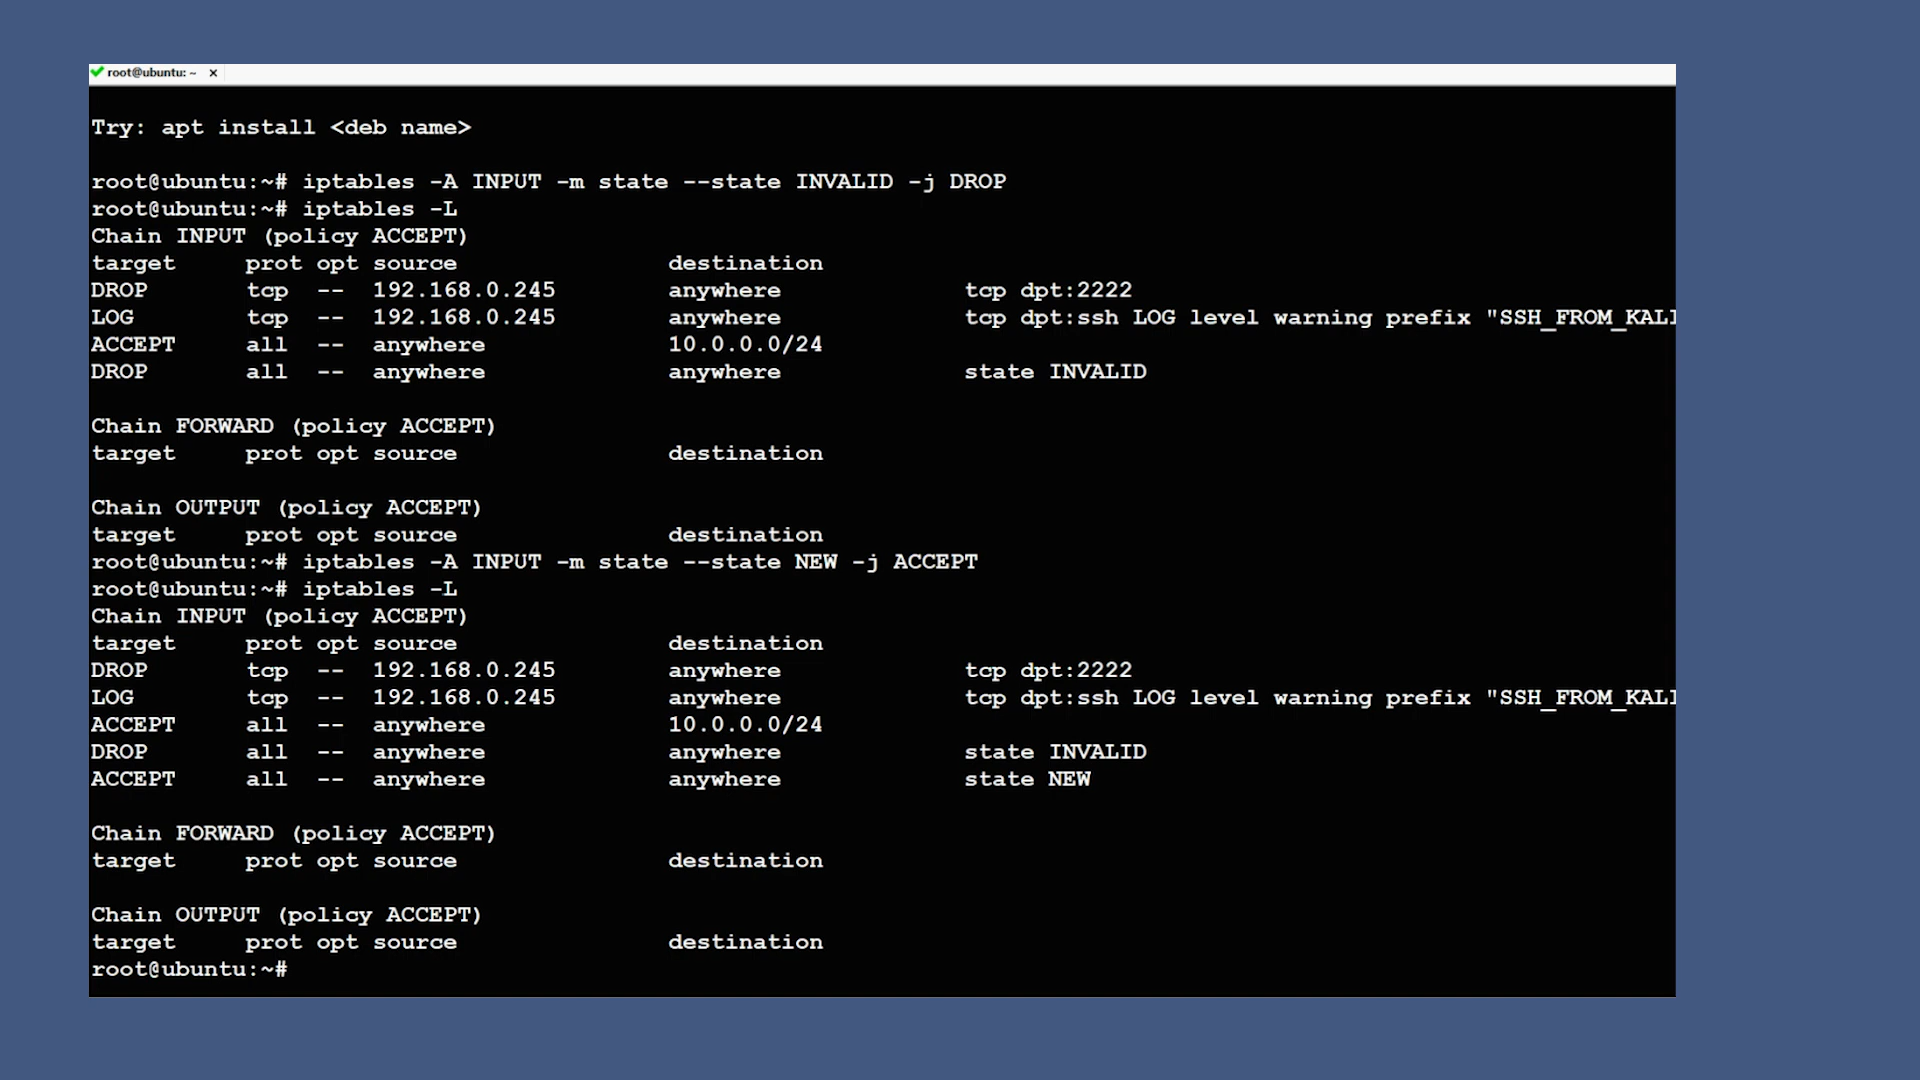 root@ubuntu: ~ ×
Try: apt install <deb name>
root@ubuntu:~# iptables -A INPUT -m state --state INVALID -j DROP
root@ubuntu:~# iptables -L
Chain INPUT (policy ACCEPT)
target     prot opt source               destination
DROP       tcp  --  192.168.0.245        anywhere             tcp dpt:2222
LOG        tcp  --  192.168.0.245        anywhere             tcp dpt:ssh LOG level warning prefix "SSH_FROM_KALI
ACCEPT     all  --  anywhere             10.0.0.0/24
DROP       all  --  anywhere             anywhere             state INVALID
Chain FORWARD (policy ACCEPT)
target     prot opt source               destination
Chain OUTPUT (policy ACCEPT)
target     prot opt source               destination
root@ubuntu:~# iptables -A INPUT -m state --state NEW -j ACCEPT
root@ubuntu:~# iptables -L
Chain INPUT (policy ACCEPT)
target     prot opt source               destination
DROP       tcp  --  192.168.0.245        anywhere             tcp dpt:2222
LOG        tcp  --  192.168.0.245        anywhere             tcp dpt:ssh LOG level warning prefix "SSH_FROM_KALI
ACCEPT     all  --  anywhere             10.0.0.0/24
DROP       all  --  anywhere             anywhere             state INVALID
ACCEPT     all  --  anywhere             anywhere             state NEW
Chain FORWARD (policy ACCEPT)
target     prot opt source               destination
Chain OUTPUT (policy ACCEPT)
target     prot opt source               destination
root@ubuntu:~#